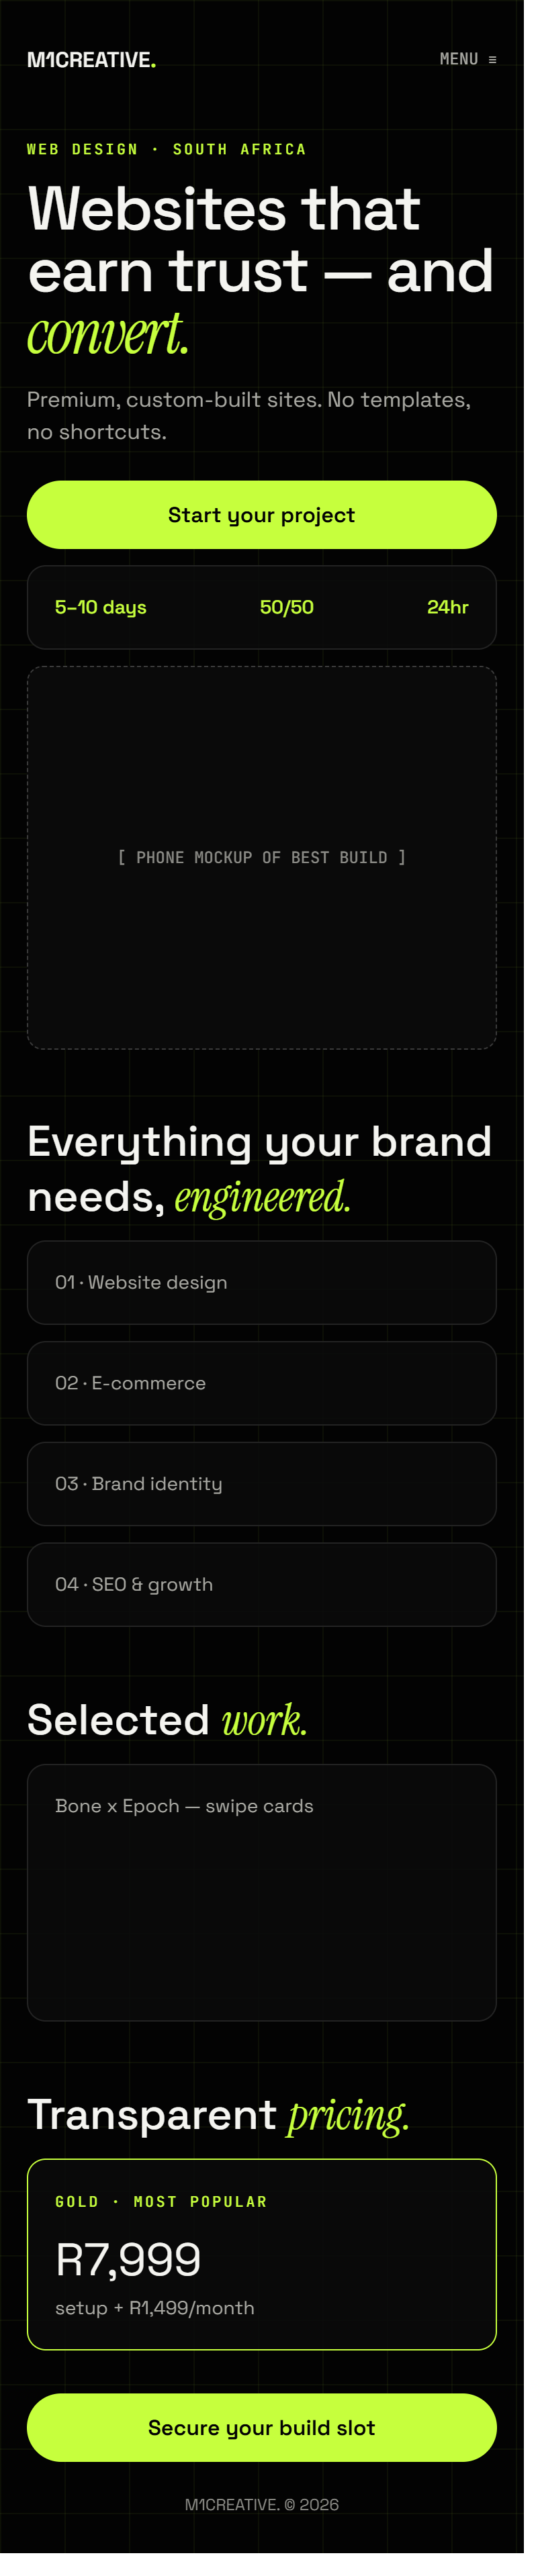 M1CREATIVE.
MENU ≡
WEB DESIGN · SOUTH AFRICA
Websites that
earn trust — and
convert.
Premium, custom-built sites. No templates,
no shortcuts.
Start your project
5–10 days 50/50 24hr
[ PHONE MOCKUP OF BEST BUILD ]
Everything your brand
needs, engineered.
01 · Website design
02 · E-commerce
03 · Brand identity
04 · SEO & growth
Selected work.
Bone x Epoch — swipe cards
Transparent pricing.
GOLD · MOST POPULAR
R7,999
setup + R1,499/month
Secure your build slot
M1CREATIVE. © 2026